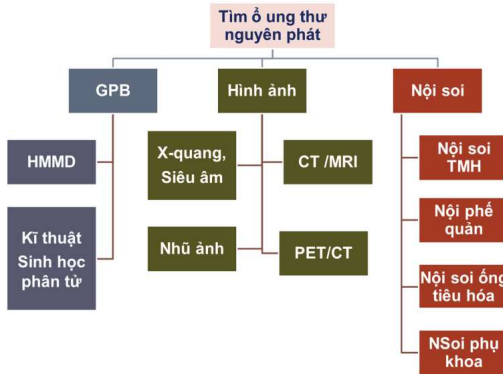 Tìm ổ ung thư
nguyên phát
GPB
Hình ảnh
Nội soi
HMMD
Kĩ thuật
Sinh học
phân tử
X-quang,
Siêu âm
CT /MRI
Nhũ ảnh
PET/CT
Nội soi
TMH
Nội phế
quản
Nội soi ống
tiêu hóa
NSoi phụ
khoa